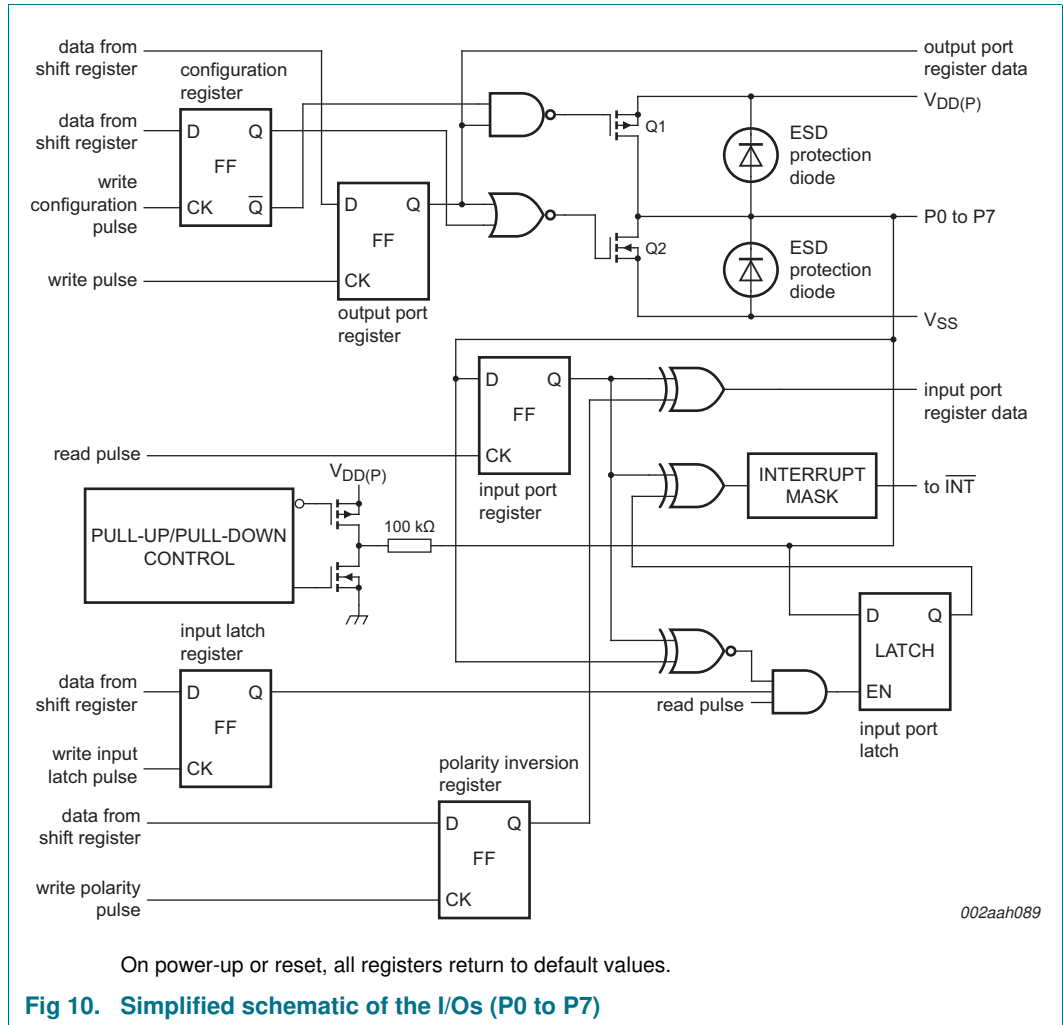 data from
shift register
configuration
register
output port
register data
data from
shift register
D Q
FF
CK Q̅
write
configuration
pulse
D Q
FF
CK
write pulse
output port
register
Q1
Q2
VDD(P)
ESD
protection
diode
P0 to P7
ESD
protection
diode
VSS
D Q
FF
CK
read pulse
input port
register
input port
register data
INTERRUPT
MASK
to I̅N̅T̅
VDD(P)
PULL-UP/PULL-DOWN
CONTROL
100 kΩ
input latch
register
data from
shift register
D Q
FF
CK
write input
latch pulse
read pulse
D Q
LATCH
EN
input port
latch
polarity inversion
register
data from
shift register
D Q
FF
CK
write polarity
pulse
002aah089
On power-up or reset, all registers return to default values.
Fig 10. Simplified schematic of the I/Os (P0 to P7)